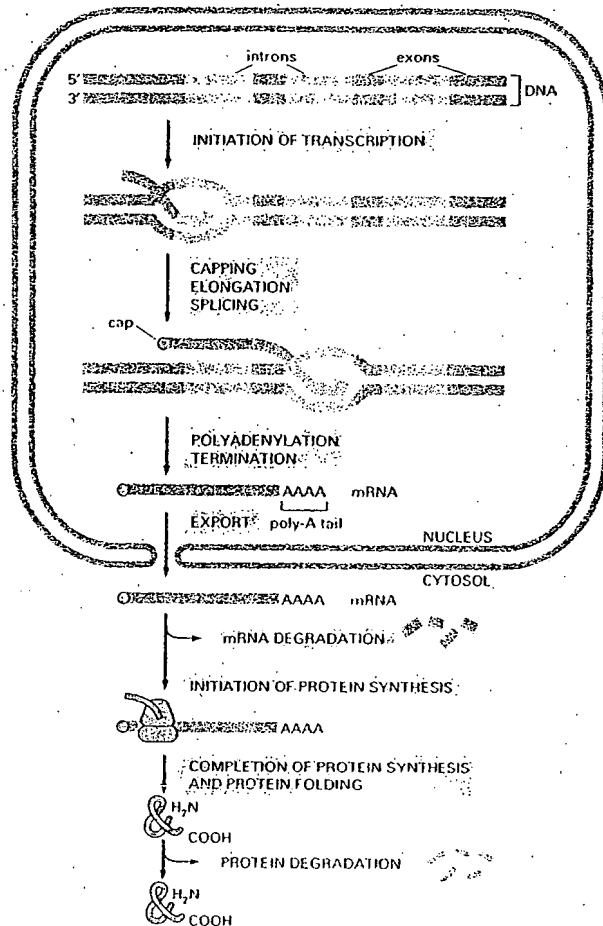 introns exons
5′
3′
DNA
INITIATION OF TRANSCRIPTION
CAPPING
ELONGATION
SPLICING
cap
POLYADENYLATION
TERMINATION
AAAA mRNA
poly-A tail
EXPORT
NUCLEUS
CYTOSOL
AAAA mRNA
mRNA DEGRADATION
INITIATION OF PROTEIN SYNTHESIS
AAAA
COMPLETION OF PROTEIN SYNTHESIS
AND PROTEIN FOLDING
H₂N
COOH
PROTEIN DEGRADATION
H₂N
COOH